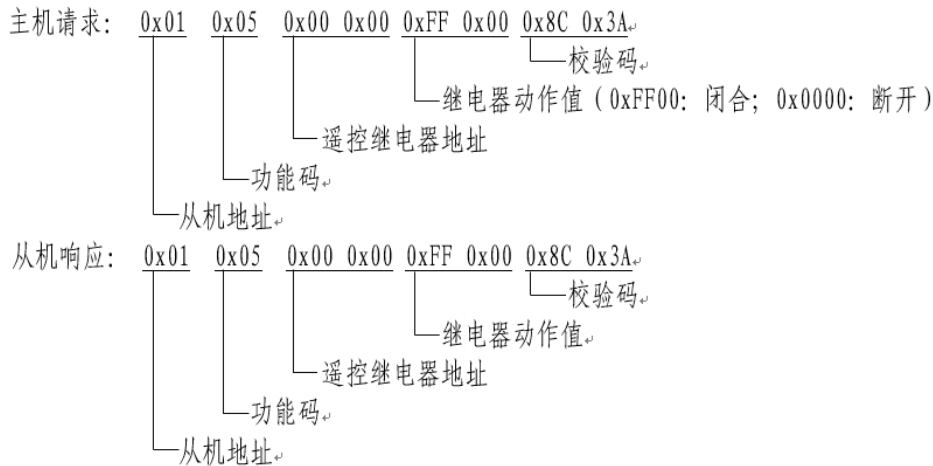 主机请求: 0x01 0x05 0x00 0x00 0xFF 0x00 0x8C 0x3A
校验码
继电器动作值（0xFF00: 闭合; 0x0000: 断开）
遥控继电器地址
功能码
从机地址
从机响应: 0x01 0x05 0x00 0x00 0xFF 0x00 0x8C 0x3A
校验码
继电器动作值
遥控继电器地址
功能码
从机地址